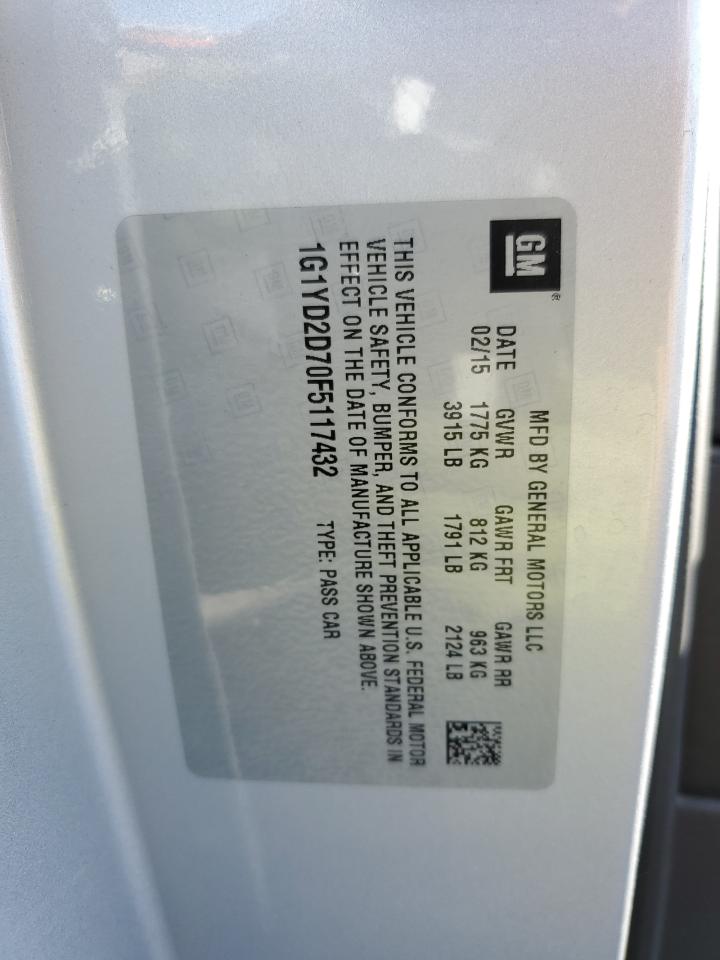 GM ®
MFD BY GENERAL MOTORS LLC
DATE GVWR GAWR FRT GAWR RR
02/15 1775 KG 812 KG 963 KG
3915 LB 1791 LB 2124 LB
THIS VEHICLE CONFORMS TO ALL APPLICABLE U.S. FEDERAL MOTOR
VEHICLE SAFETY, BUMPER, AND THEFT PREVENTION STANDARDS IN
EFFECT ON THE DATE OF MANUFACTURE SHOWN ABOVE.
1G1YD2D70F5117432 TYPE: PASS CAR